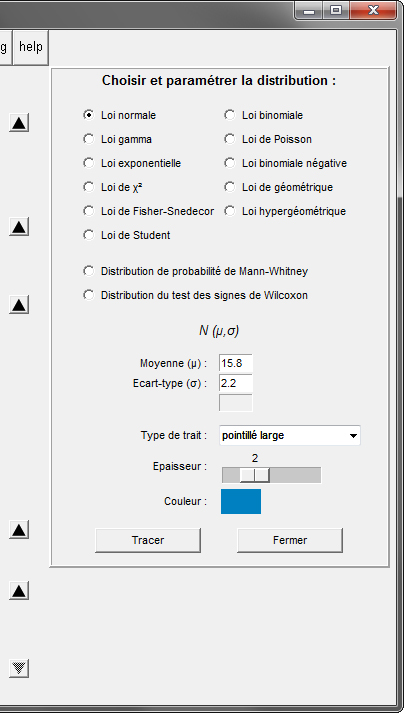 g help
Choisir et paramétrer la distribution :
Loi normale Loi binomiale
Loi gamma Loi de Poisson
Loi exponentielle Loi binomiale négative
Loi de χ² Loi de géométrique
Loi de Fisher-Snedecor Loi hypergéométrique
Loi de Student
Distribution de probabilité de Mann-Whitney
Distribution du test des signes de Wilcoxon
N (μ,σ)
Moyenne (μ) : 15.8
Ecart-type (σ) : 2.2
Type de trait : pointillé large
2
Epaisseur :
Couleur :
Tracer Fermer